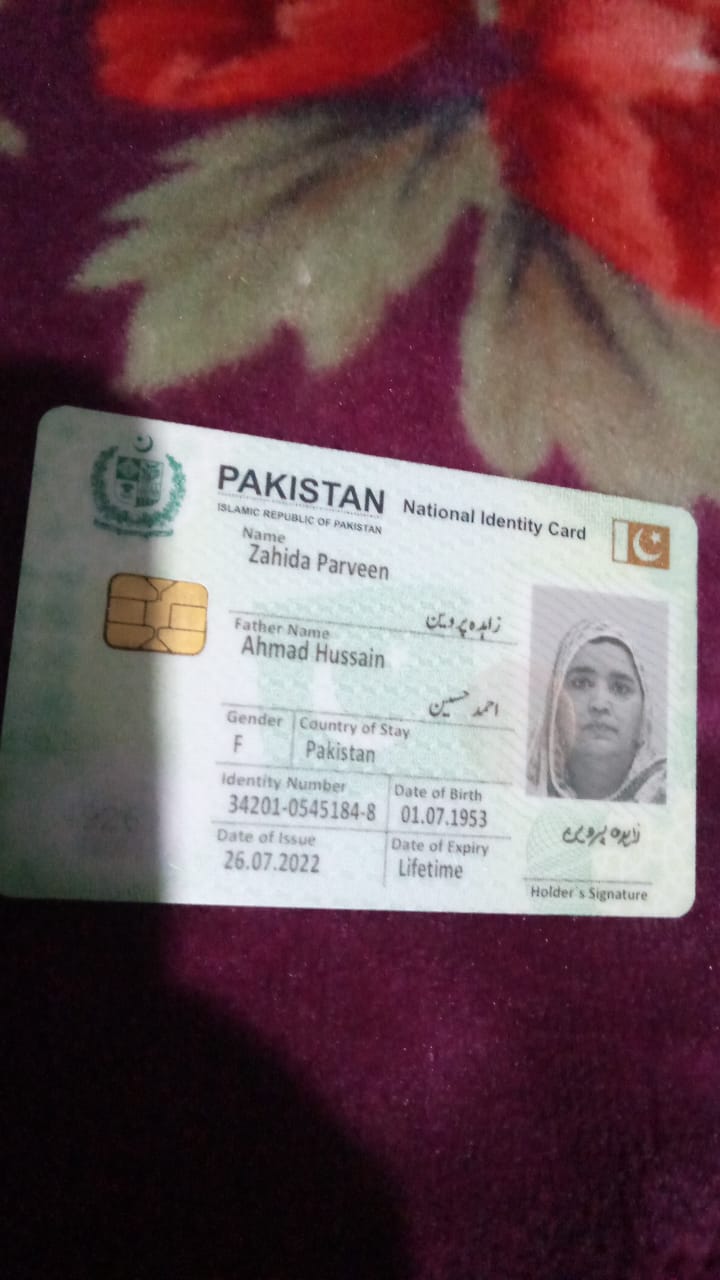 PAKISTAN National Identity Card
ISLAMIC REPUBLIC OF PAKISTAN
Name
Zahida Parveen
زاہدہ پروین
Father Name
Ahmad Hussain
احمد حسین
Gender Country of Stay
F Pakistan
Identity Number Date of Birth
34201-0545184-8 01.07.1953
Date of Issue Date of Expiry
26.07.2022 Lifetime
زاہدہ پروین
Holder's Signature